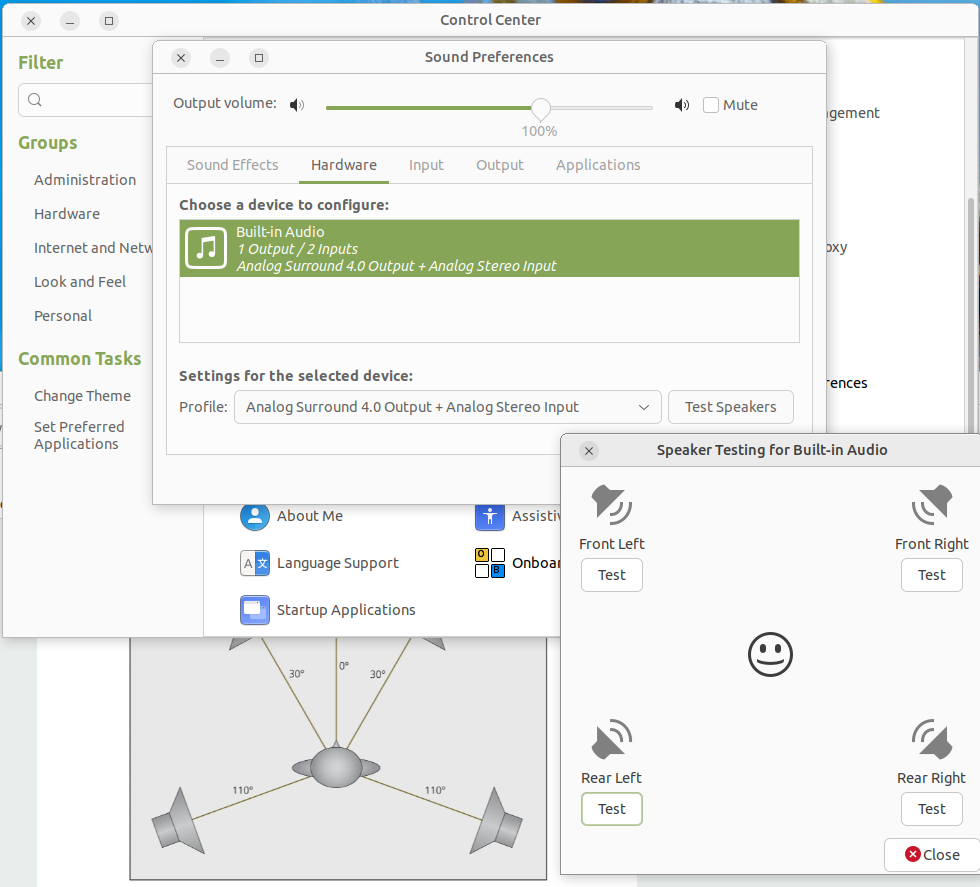 Control Center
Filter
Groups
Administration
Hardware
Internet and Netw
Look and Feel
Personal
Common Tasks
Change Theme
Set Preferred
Applications
Sound Preferences
Output volume:
Mute
100%
Sound Effects
Hardware
Input
Output
Applications
Choose a device to configure:
Built-in Audio
1 Output / 2 Inputs
Analog Surround 4.0 Output + Analog Stereo Input
Settings for the selected device:
Profile:
Analog Surround 4.0 Output + Analog Stereo Input
Test Speakers
gement
oxy
rences
About Me
Assistiv
Language Support
Onboar
Startup Applications
30°
0°
30°
110°
110°
Speaker Testing for Built-in Audio
Front Left
Test
Front Right
Test
Rear Left
Test
Rear Right
Test
Close